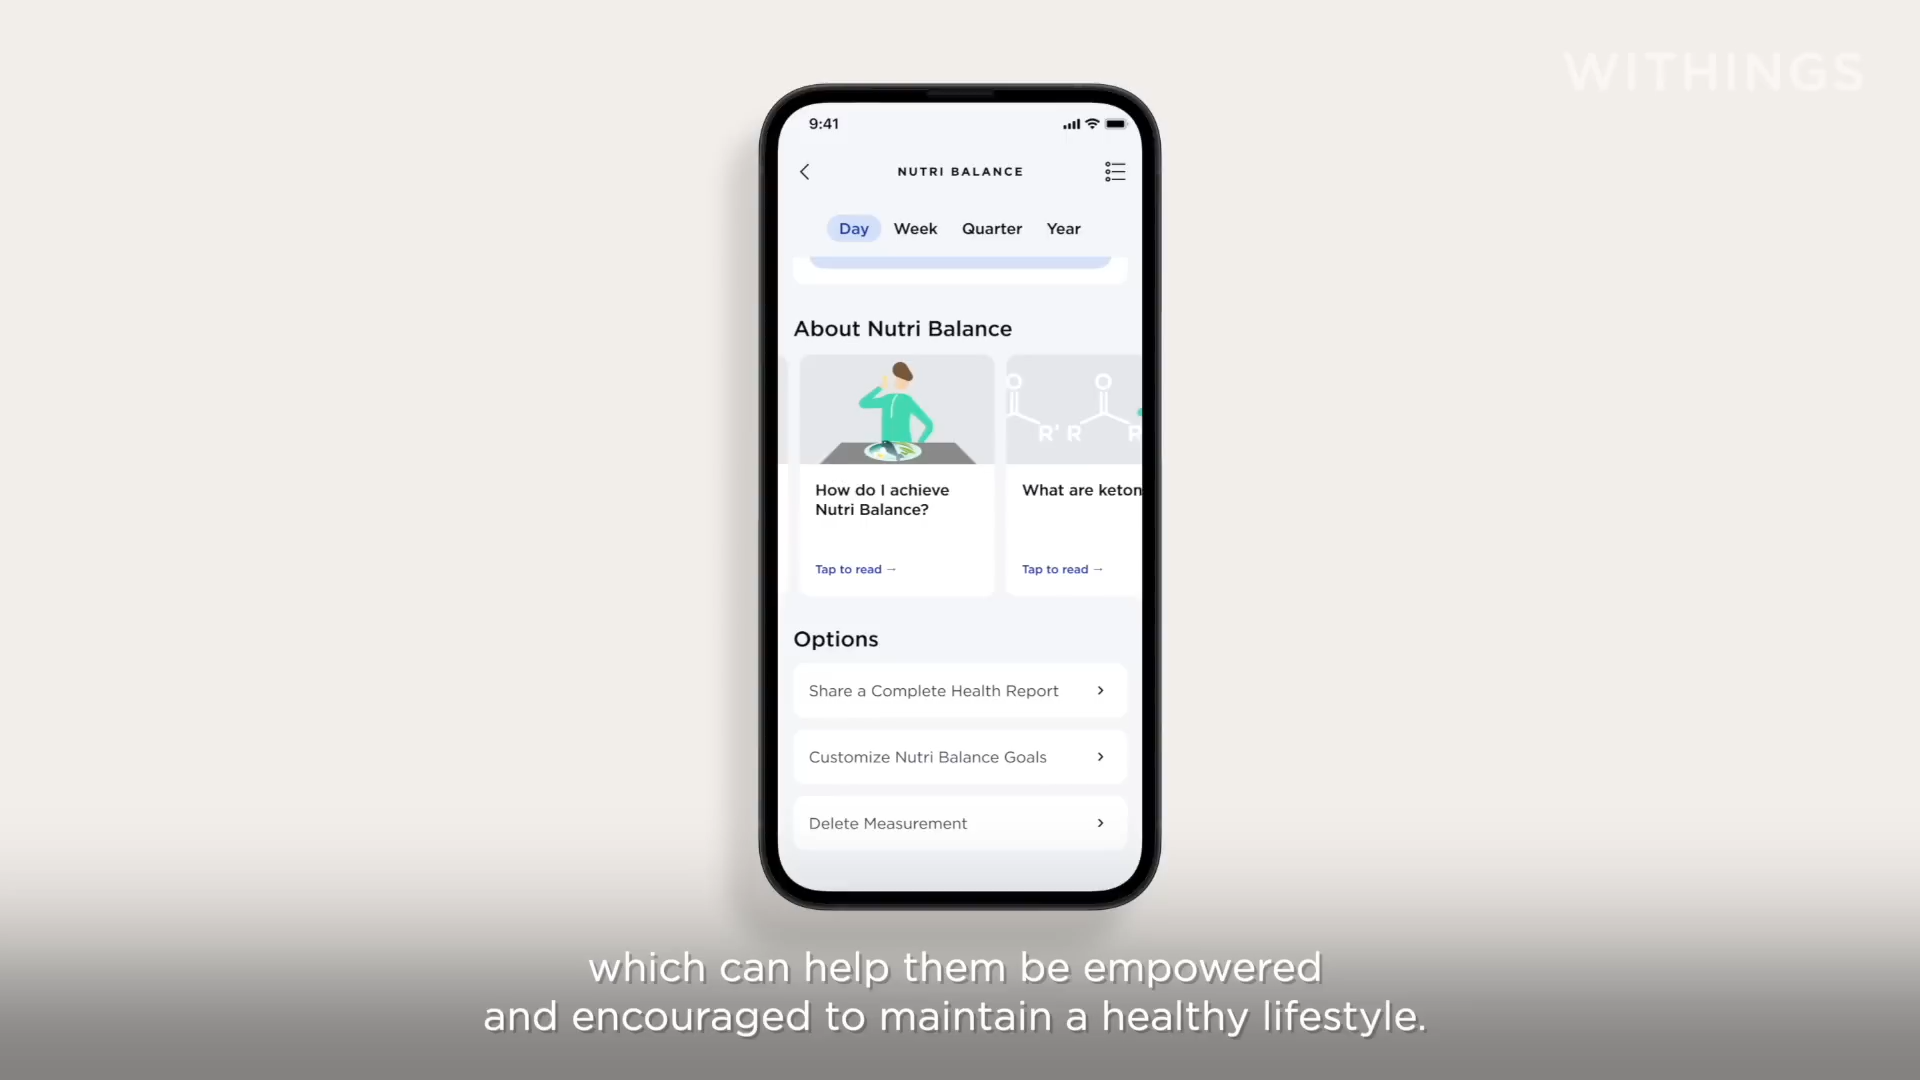 WITHINGS
9:41
NUTRI BALANCE
Day Week Quarter Year
About Nutri Balance
O O
R' R R
How do I achieve
Nutri Balance?
What are keton
Tap to read →
Tap to read →
Options
Share a Complete Health Report
Customize Nutri Balance Goals
Delete Measurement
which can help them be empowered
and encouraged to maintain a healthy lifestyle.